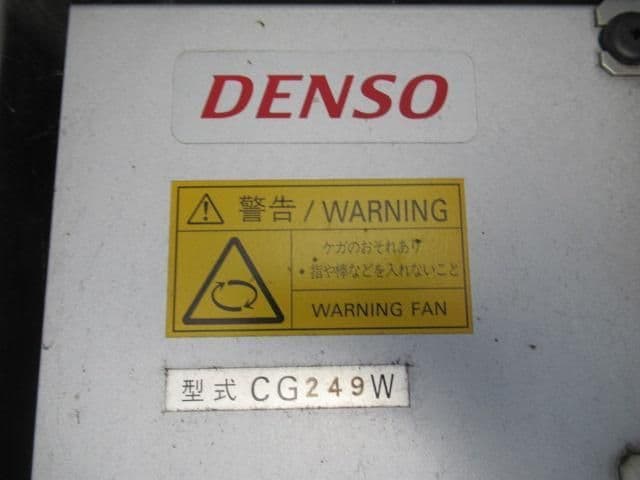 DENSO
警告/WARNING
ケガのおそれあり
・指や棒などを入れないこと
WARNING FAN
型式 CG249W